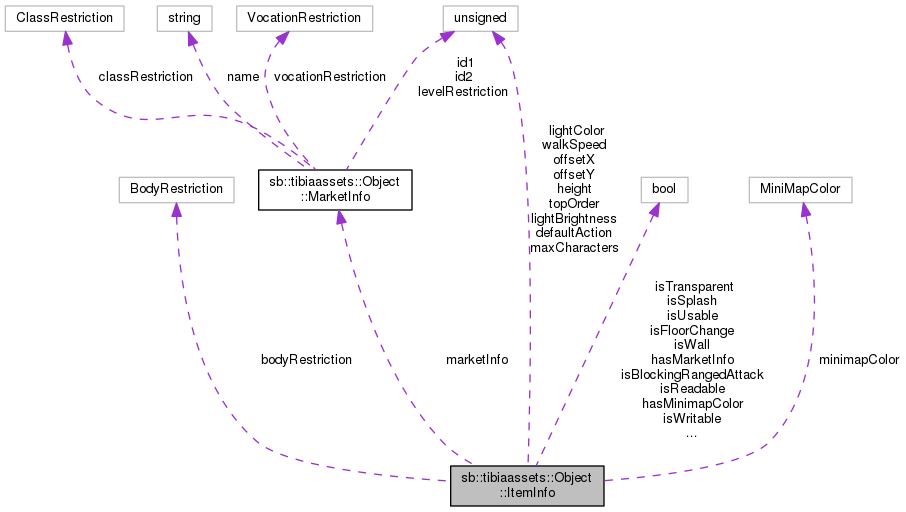 ClassRestriction
string
VocationRestriction
unsigned
classRestriction
name
vocationRestriction
id1
id2
levelRestriction
sb::tibiaassets::Object
::MarketInfo
BodyRestriction
lightColor
walkSpeed
offsetX
offsetY
height
topOrder
lightBrightness
defaultAction
maxCharacters
bool
MiniMapColor
bodyRestriction
marketInfo
isTransparent
isSplash
isUsable
isFloorChange
isWall
hasMarketInfo
isBlockingRangedAttack
isReadable
hasMinimapColor
isWritable
...
minimapColor
sb::tibiaassets::Object
::ItemInfo